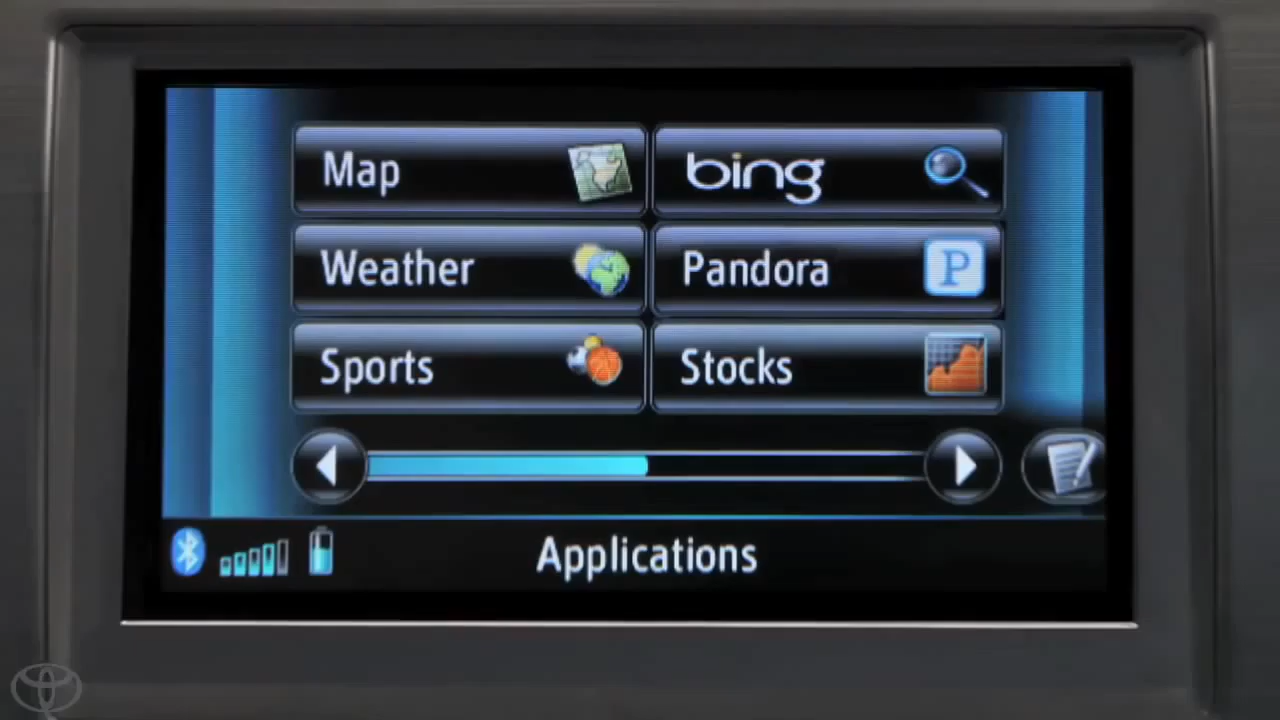 Map
bing
Weather
Pandora
P
Sports
Stocks
Applications